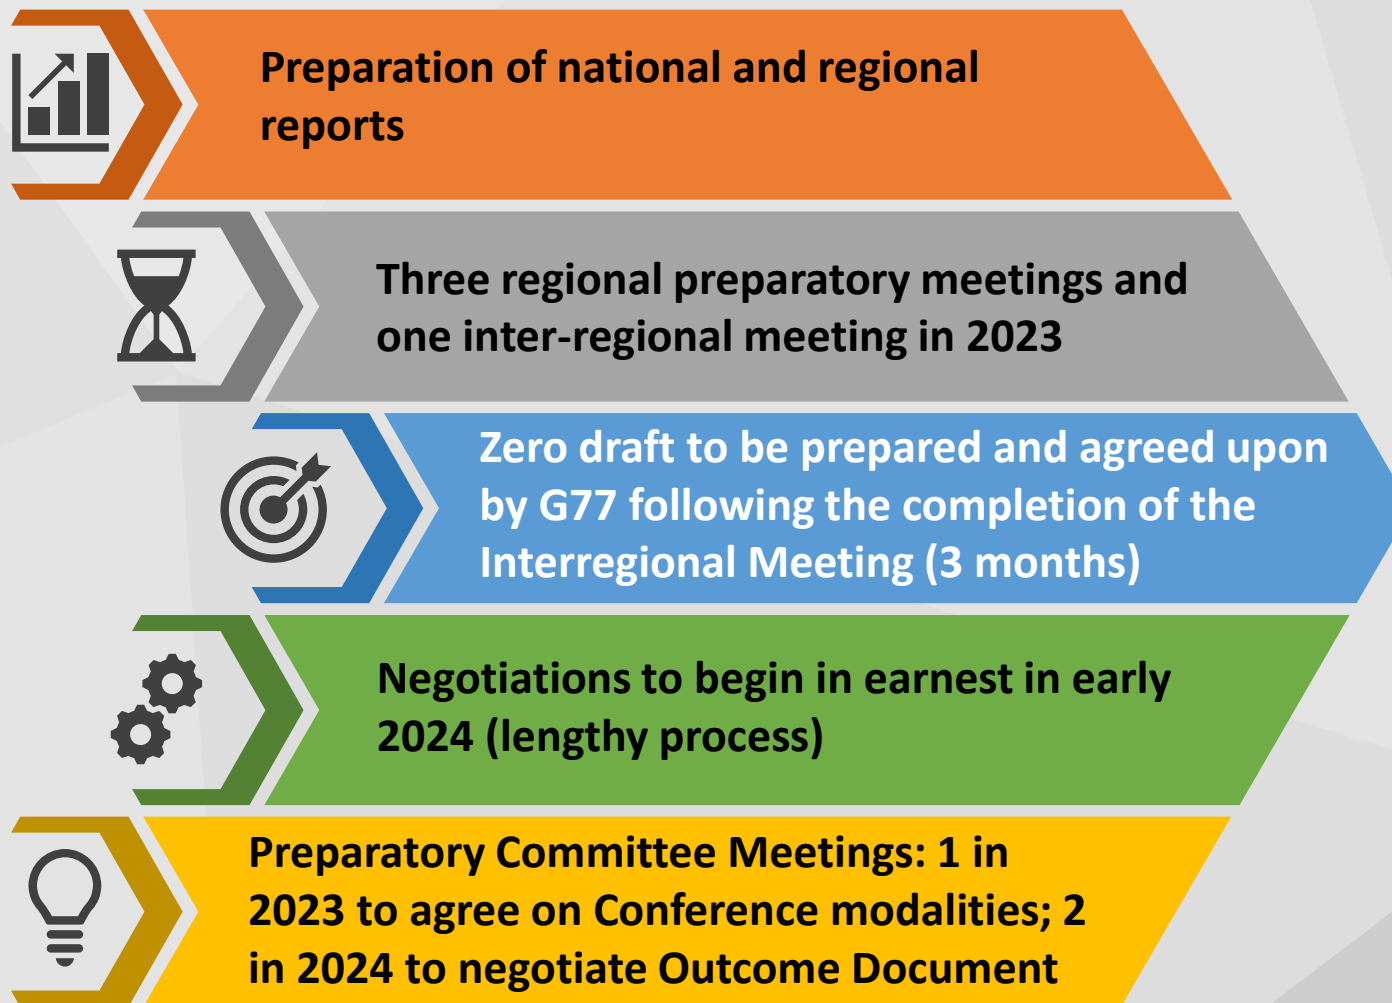 Preparation of national and regional
reports
Three regional preparatory meetings and
one inter-regional meeting in 2023
Zero draft to be prepared and agreed upon
by G77 following the completion of the
Interregional Meeting (3 months)
Negotiations to begin in earnest in early
2024 (lengthy process)
Preparatory Committee Meetings: 1 in
2023 to agree on Conference modalities; 2
in 2024 to negotiate Outcome Document